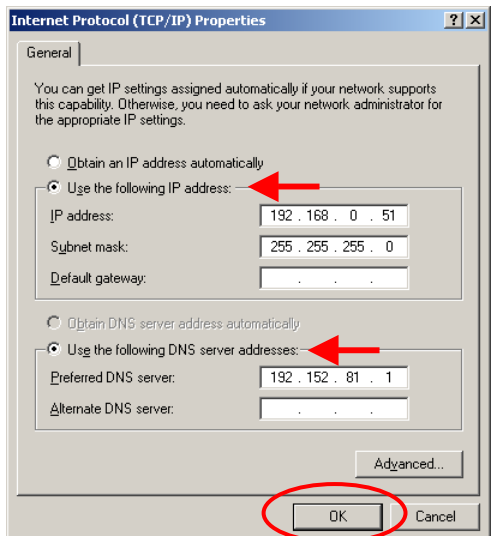 Internet Protocol (TCP/IP) Properties
General
You can get IP settings assigned automatically if your network supports
this capability. Otherwise, you need to ask your network administrator for
the appropriate IP settings.
Obtain an IP address automatically
Use the following IP address:
IP address: 192 . 168 . 0 . 51
Subnet mask: 255 . 255 . 255 . 0
Default gateway: . . .
Obtain DNS server address automatically
Use the following DNS server addresses:
Preferred DNS server: 192 . 152 . 81 . 1
Alternate DNS server: . . .
Advanced...
OK Cancel